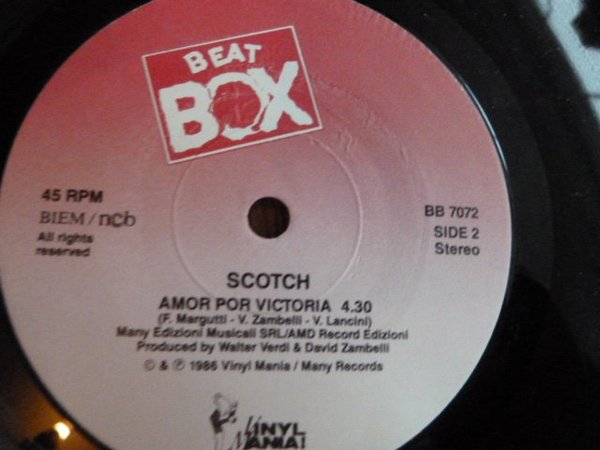 BEAT
BOX
45 RPM
BIEM / ncb
All rights
reserved
BB 7072
SIDE 2
Stereo
SCOTCH
AMOR POR VICTORIA 4.30
(F. Margutti - V. Zambelli - V. Lancini)
Many Edizioni Musicali SRL/AMD Record Edizioni
Produced by Walter Verdi & David Zambelli
© & ℗ 1986 Vinyl Mania / Many Records
VINYL
MANIA!